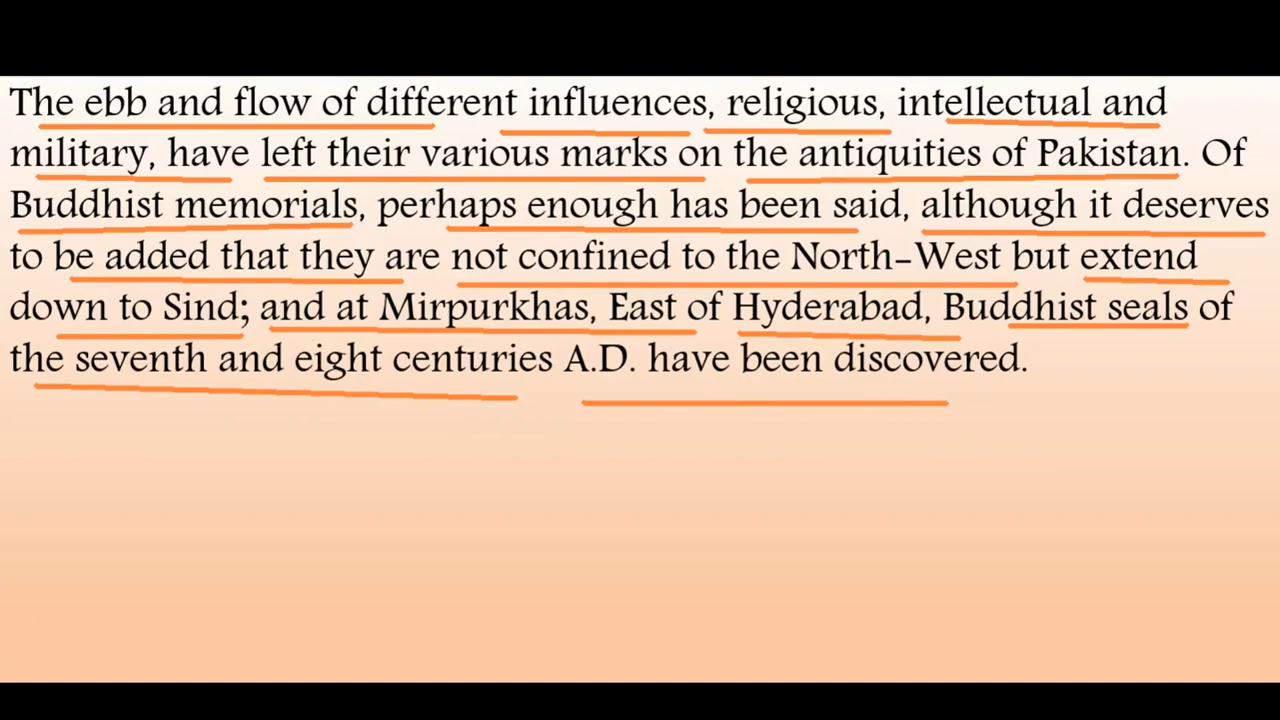 The ebb and flow of different influences, religious, intellectual and
military, have left their various marks on the antiquities of Pakistan. Of
Buddhist memorials, perhaps enough has been said, although it deserves
to be added that they are not confined to the North-West but extend
down to Sind; and at Mirpurkhas, East of Hyderabad, Buddhist seals of
the seventh and eight centuries A.D. have been discovered.